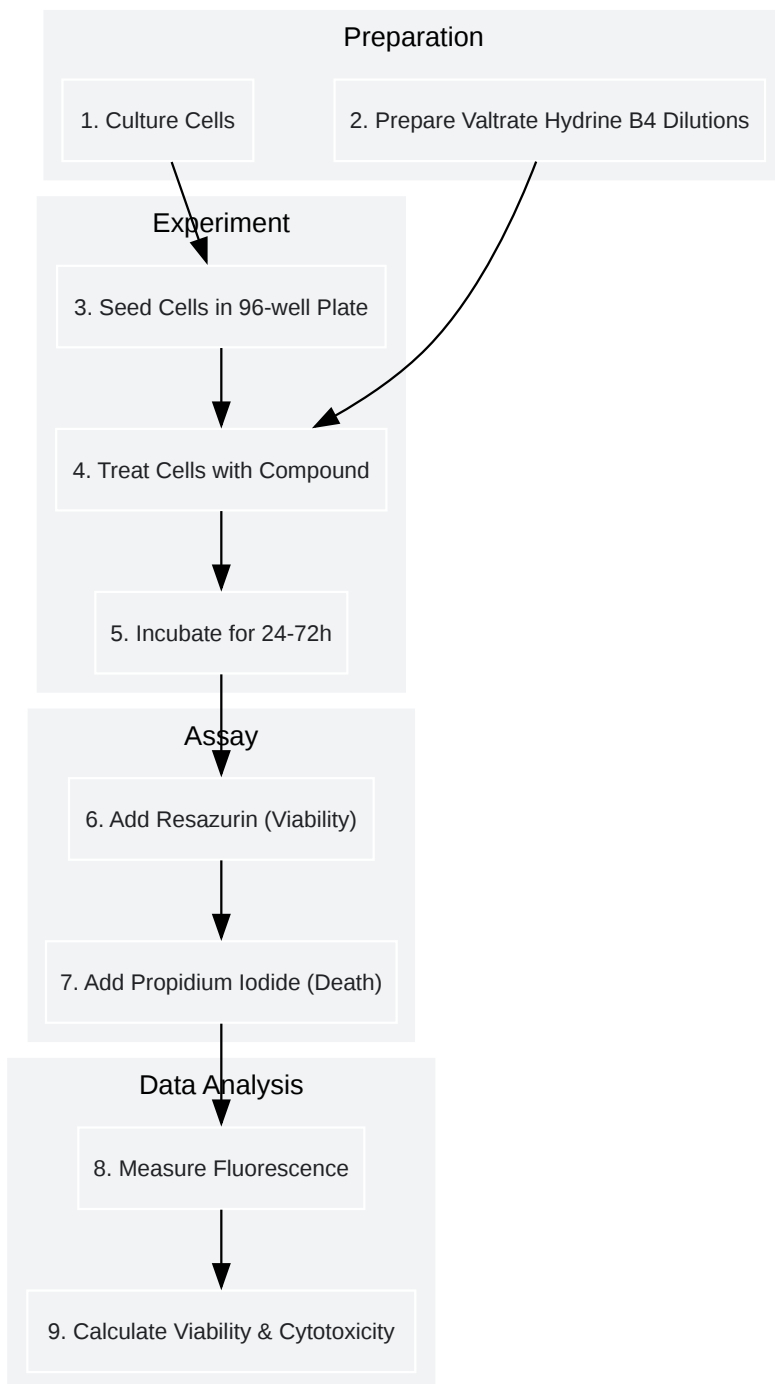 Preparation
1. Culture Cells
2. Prepare Valtrate Hydrine B4 Dilutions
Experiment
3. Seed Cells in 96-well Plate
4. Treat Cells with Compound
5. Incubate for 24-72h
Assay
6. Add Resazurin (Viability)
7. Add Propidium Iodide (Death)
Data Analysis
8. Measure Fluorescence
9. Calculate Viability & Cytotoxicity